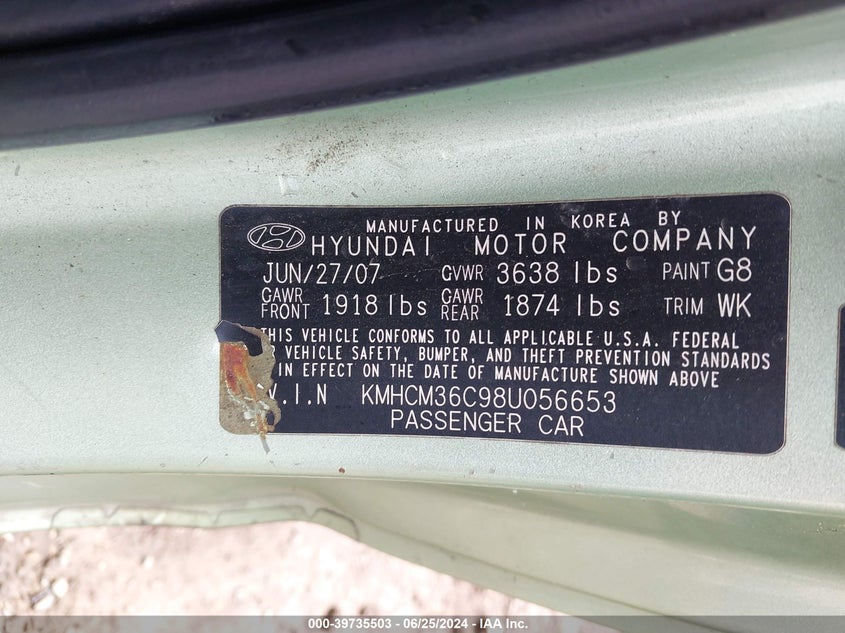 MANUFACTURED IN KOREA BY
HYUNDAI MOTOR COMPANY
JUN/27/07 GVWR 3638 lbs PAINT G8
GAWR FRONT 1918 lbs GAWR REAR 1874 lbs TRIM WK
THIS VEHICLE CONFORMS TO ALL APPLICABLE U.S.A. FEDERAL
VEHICLE SAFETY, BUMPER, AND THEFT PREVENTION STANDARDS
IN EFFECT ON THE DATE OF MANUFACTURE SHOWN ABOVE
V.I.N KMHCM36C98U056653
PASSENGER CAR
000-39735503 - 06/25/2024 - IAA Inc.